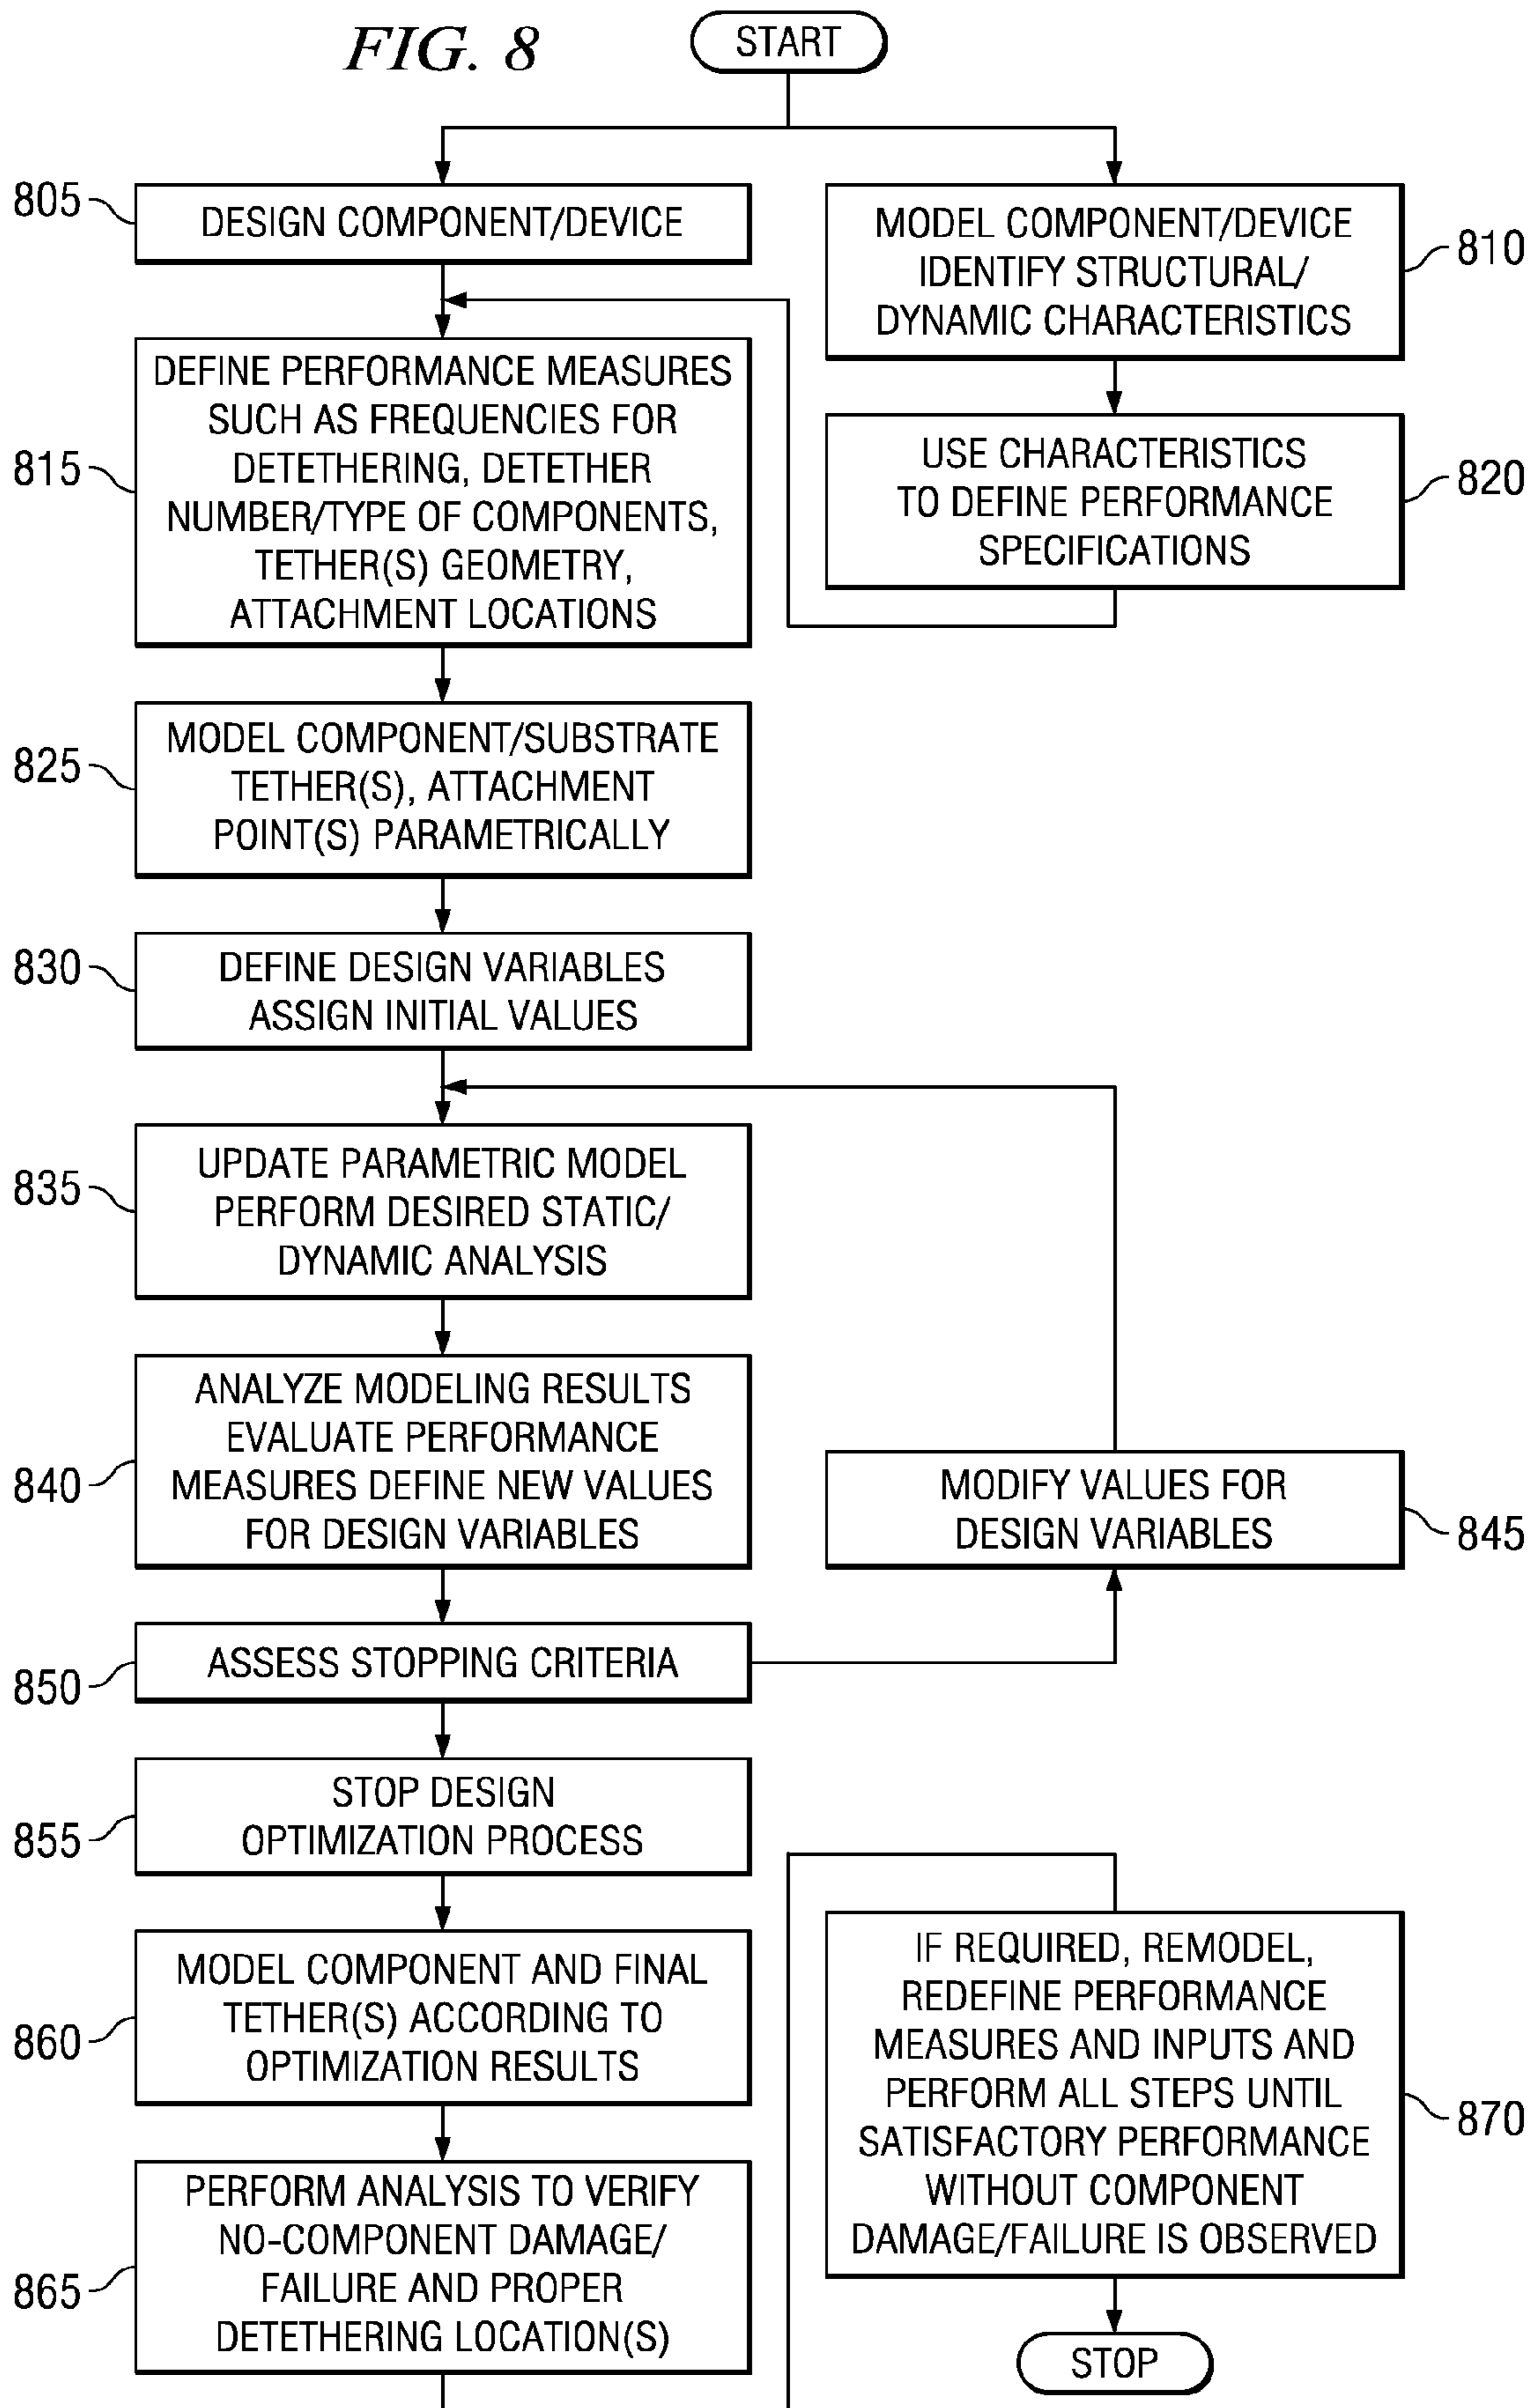 FIG. 8
START
805
DESIGN COMPONENT/DEVICE
MODEL COMPONENT/DEVICE
IDENTIFY STRUCTURAL/
DYNAMIC CHARACTERISTICS
810
815
DEFINE PERFORMANCE MEASURES
SUCH AS FREQUENCIES FOR
DETETHERING, DETETHER
NUMBER/TYPE OF COMPONENTS,
TETHER(S) GEOMETRY,
ATTACHMENT LOCATIONS
USE CHARACTERISTICS
TO DEFINE PERFORMANCE
SPECIFICATIONS
820
825
MODEL COMPONENT/SUBSTRATE
TETHER(S), ATTACHMENT
POINT(S) PARAMETRICALLY
830
DEFINE DESIGN VARIABLES
ASSIGN INITIAL VALUES
835
UPDATE PARAMETRIC MODEL
PERFORM DESIRED STATIC/
DYNAMIC ANALYSIS
840
ANALYZE MODELING RESULTS
EVALUATE PERFORMANCE
MEASURES DEFINE NEW VALUES
FOR DESIGN VARIABLES
MODIFY VALUES FOR
DESIGN VARIABLES
845
850
ASSESS STOPPING CRITERIA
855
STOP DESIGN
OPTIMIZATION PROCESS
860
MODEL COMPONENT AND FINAL
TETHER(S) ACCORDING TO
OPTIMIZATION RESULTS
865
PERFORM ANALYSIS TO VERIFY
NO-COMPONENT DAMAGE/
FAILURE AND PROPER
DETETHERING LOCATION(S)
IF REQUIRED, REMODEL,
REDEFINE PERFORMANCE
MEASURES AND INPUTS AND
PERFORM ALL STEPS UNTIL
SATISFACTORY PERFORMANCE
WITHOUT COMPONENT
DAMAGE/FAILURE IS OBSERVED
870
STOP